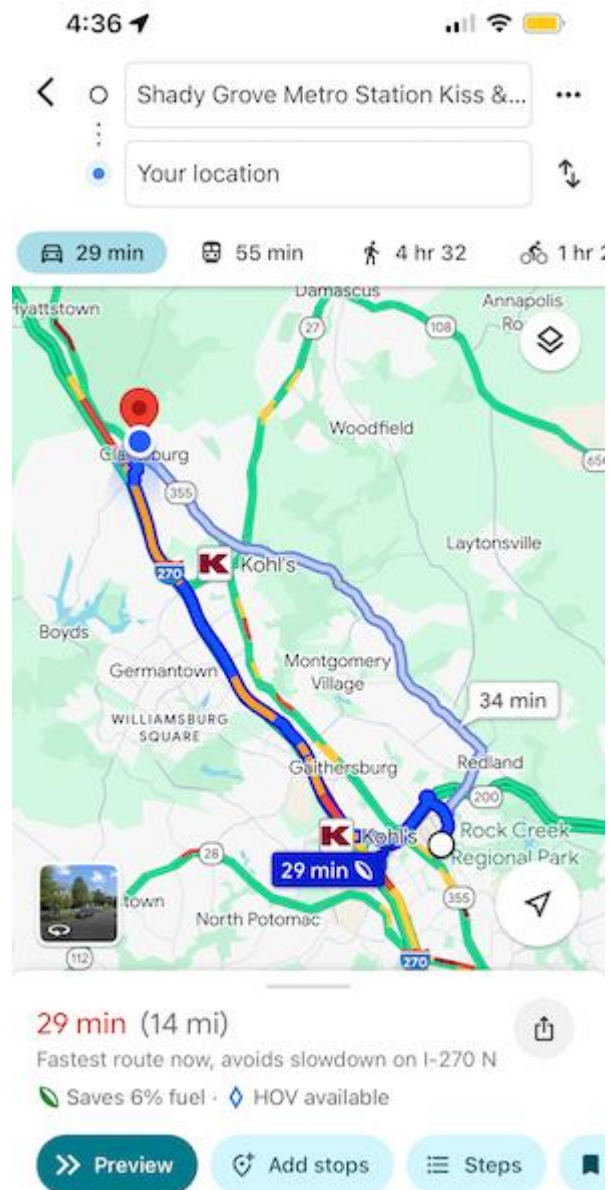 4:36
Shady Grove Metro Station Kiss &...
Your location
29 min
55 min
4 hr 32
1 hr
Hyattstown
Damascus
Annapolis
27
108
Woodfield
355
Laytonsville
270
K Kohl's
Boyds
Germantown
Montgomery
Village
WILLIAMSBURG
SQUARE
34 min
Gaithersburg
Redland
200
K Kohl's
Rock Creek
Regional Park
28
29 min
355
North Potomac
112
270
29 min (14 mi)
Fastest route now, avoids slowdown on I-270 N
Saves 6% fuel · HOV available
Preview
Add stops
Steps